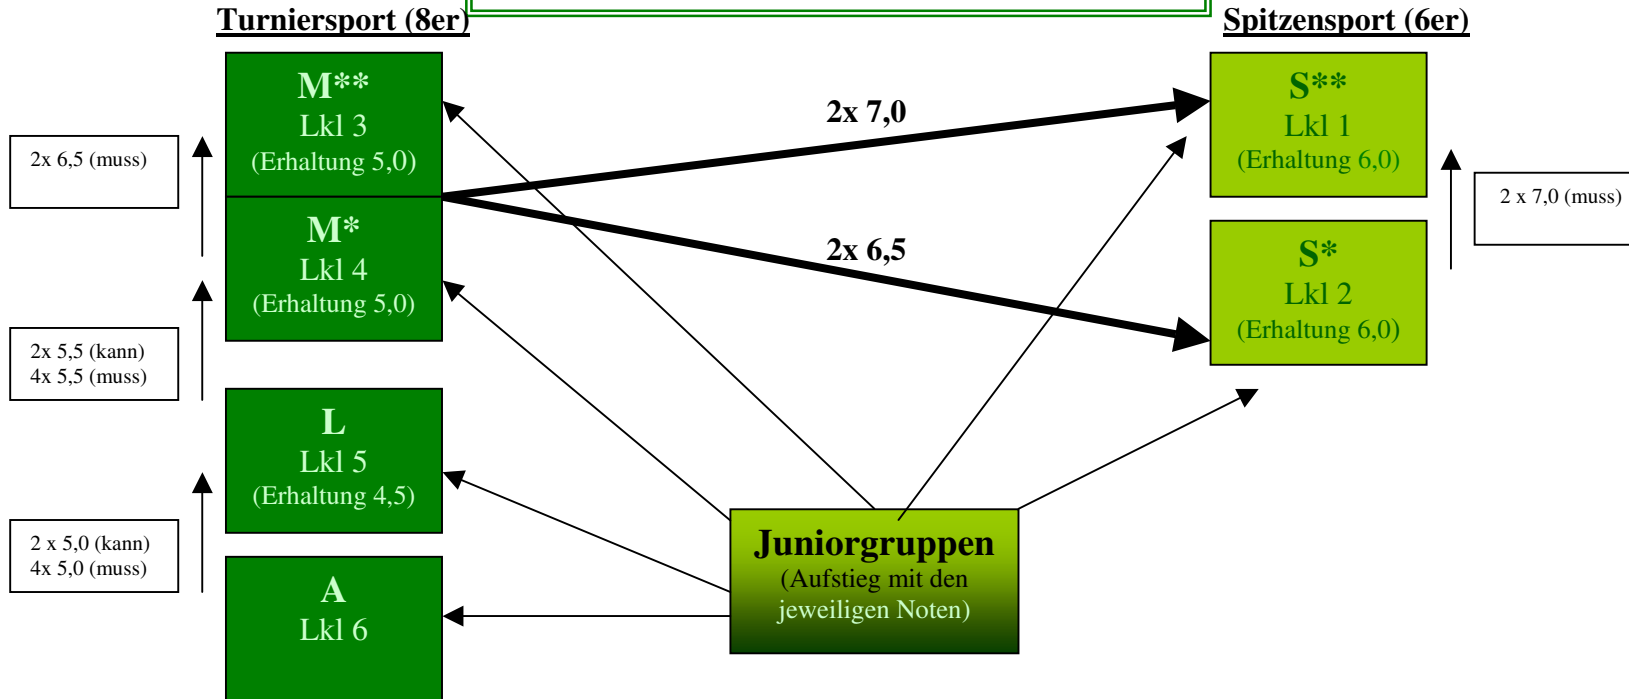 Turniersport (8er)
Spitzensport (6er)
M**
Lkl 3
(Erhaltung 5,0)
2x 6,5 (muss)
M*
Lkl 4
(Erhaltung 5,0)
2x 5,5 (kann)
4x 5,5 (muss)
L
Lkl 5
(Erhaltung 4,5)
2 x 5,0 (kann)
4x 5,0 (muss)
A
Lkl 6
2x 7,0
2x 6,5
S**
Lkl 1
(Erhaltung 6,0)
2 x 7,0 (muss)
S*
Lkl 2
(Erhaltung 6,0)
Juniorgruppen
(Aufstieg mit den
jeweiligen Noten)